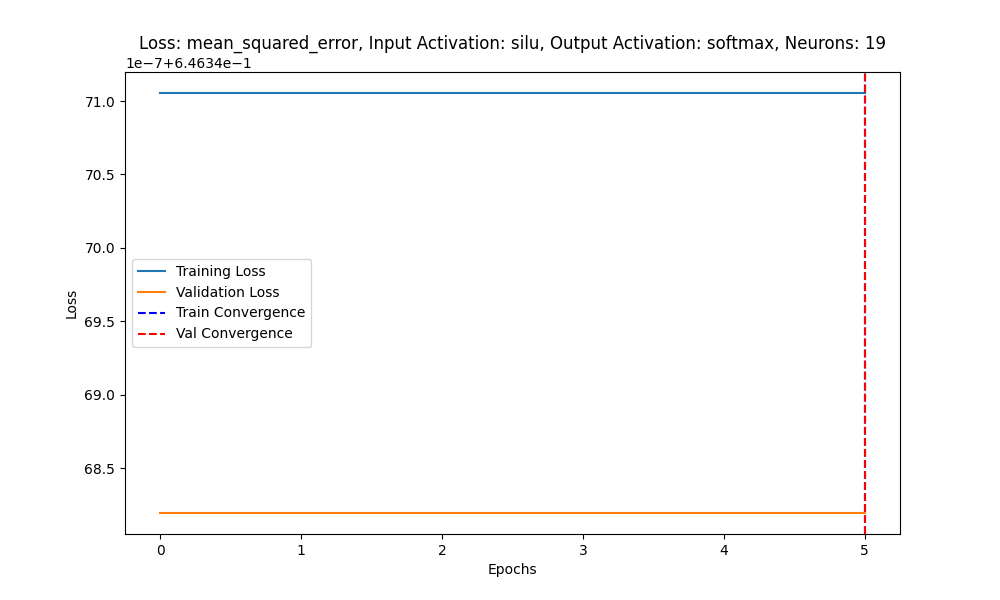 Loss: mean_squared_error, Input Activation: silu, Output Activation: softmax, Neurons: 19
1e-7+6.4634e-1
71.0
70.5
70.0
69.5
69.0
68.5
Loss
Training Loss
Validation Loss
Train Convergence
Val Convergence
0 1 2 3 4 5
Epochs